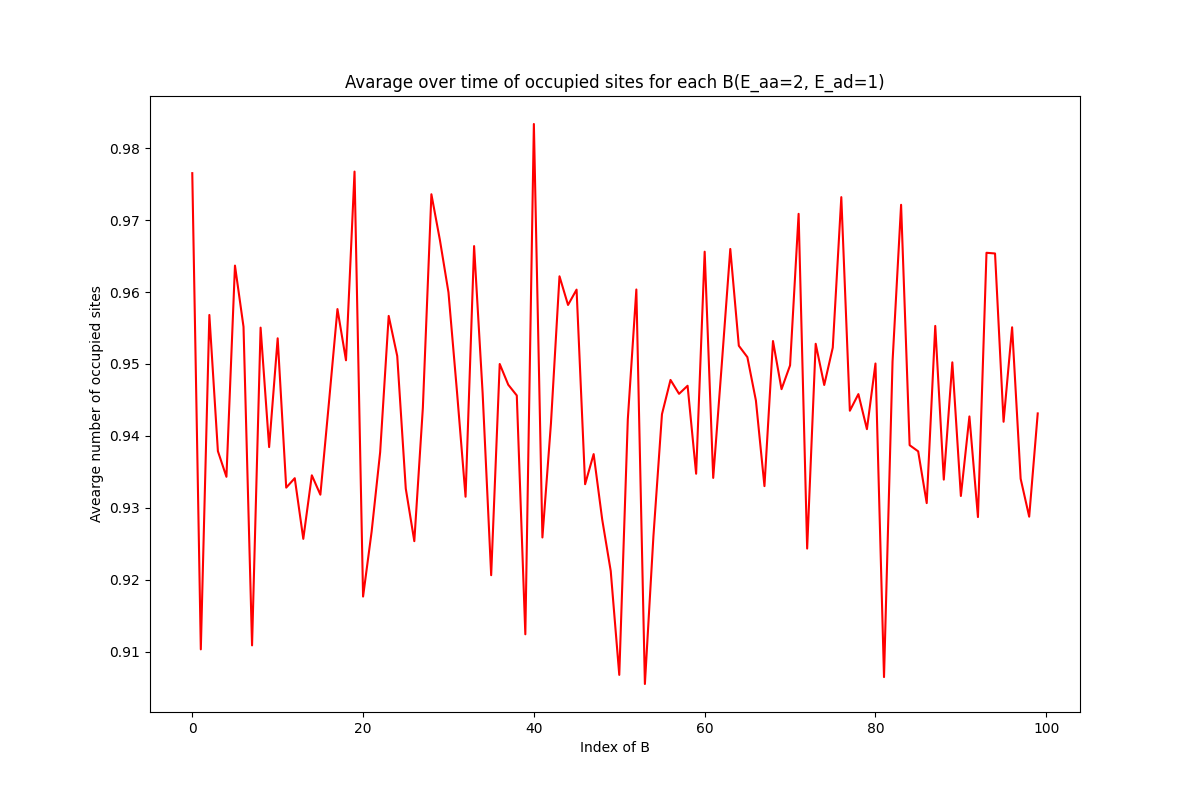 Avarage over time of occupied sites for each B(E_aa=2, E_ad=1)
0.98
0.97
0.96
0.95
0.94
0.93
0.92
0.91
Avearge number of occupied sites
0 20 40 60 80 100
Index of B